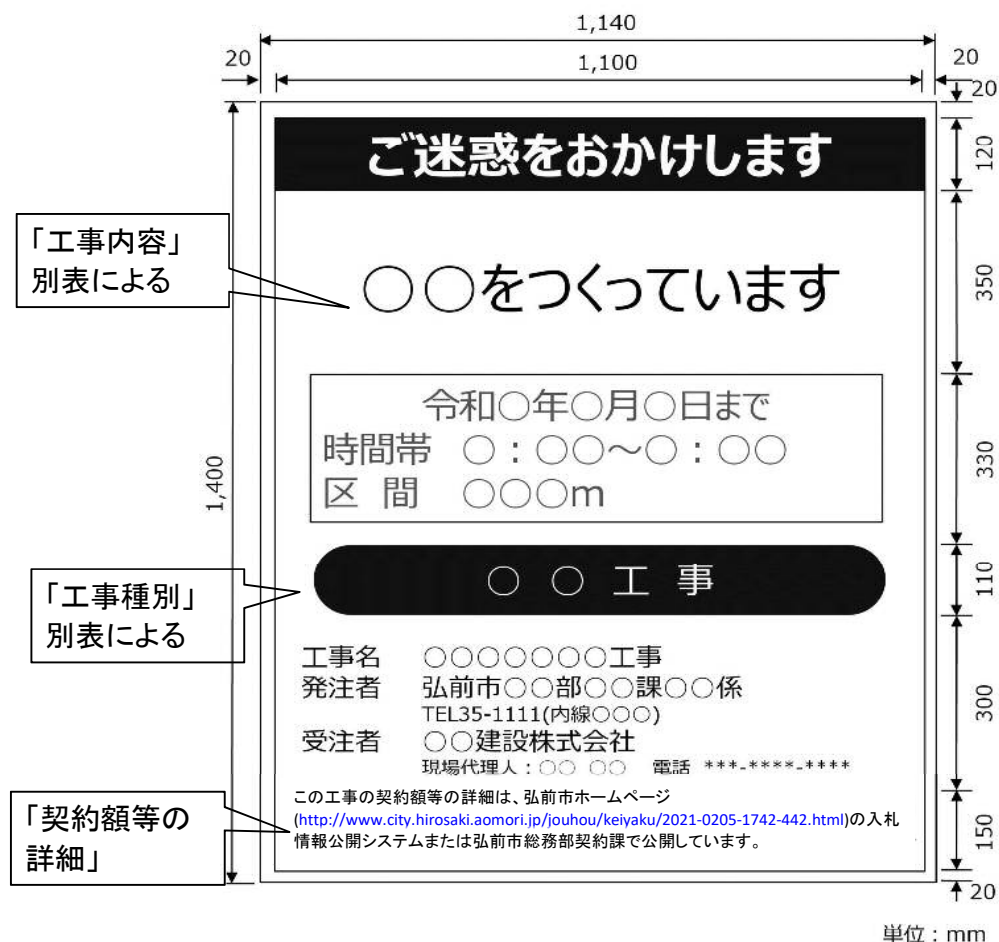 1,140
20
1,100
20
20
ご迷惑をおかけします
120
「工事内容」
別表による
○○をつくっています
350
令和○年○月○日まで
時間帯 ○：○○～○：○○
区 間 ○○○m
330
1,400
○ ○ 工 事
110
「工事種別」
別表による
工事名 ○○○○○○○工事
発注者 弘前市○○部○○課○○係
TEL35-1111(内線○○○)
受注者 ○○建設株式会社
現場代理人：○○ ○○ 電話 ***-****-****
300
「契約額等の
詳細」
この工事の契約額等の詳細は、弘前市ホームページ
(http://www.city.hirosaki.aomori.jp/jouhou/keiyaku/2021-0205-1742-442.html)の入札
情報公開システムまたは弘前市総務部契約課で公開しています。
150
20
単位：mm